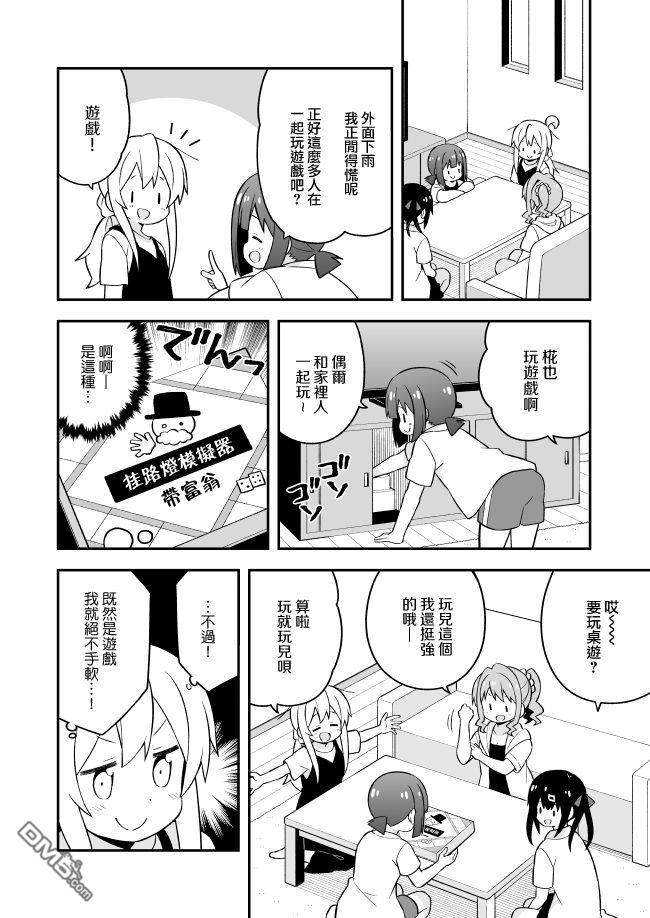 外面下雨
我正閒得慌呢
正好這麼多人在
一起玩遊戲吧?
遊戲!
椛也
玩遊戲啊
偶爾
和家裡人
一起玩~
ゴソ
ゴソ
でんっ
啊啊—
是這種…
挂路燈模擬器
帶富翁
哎~~~
要玩桌遊?
玩兒這個
我還挺強
的哦—
算啦
玩就玩兒唄
…不過!
既然是遊戲
我就絕不手軟…!
DM5.com